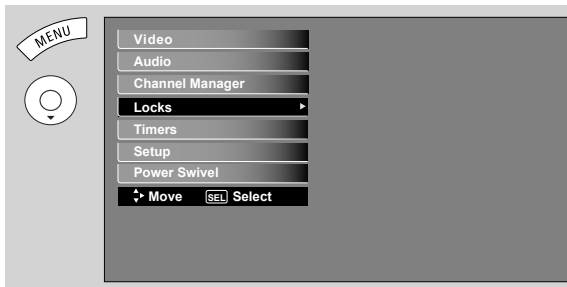 MENU
Video
Audio
Channel Manager
Locks
Timers
Setup
Power Swivel
Move SEL Select